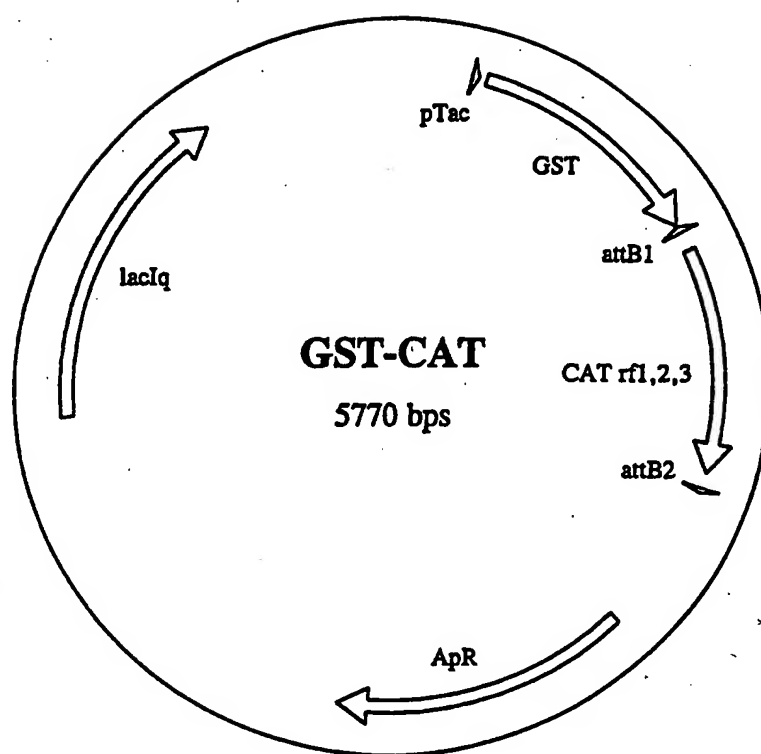 pTac
GST
attB1
lacIq
GST-CAT
CAT rf1,2,3
5770 bps
attB2
ApR